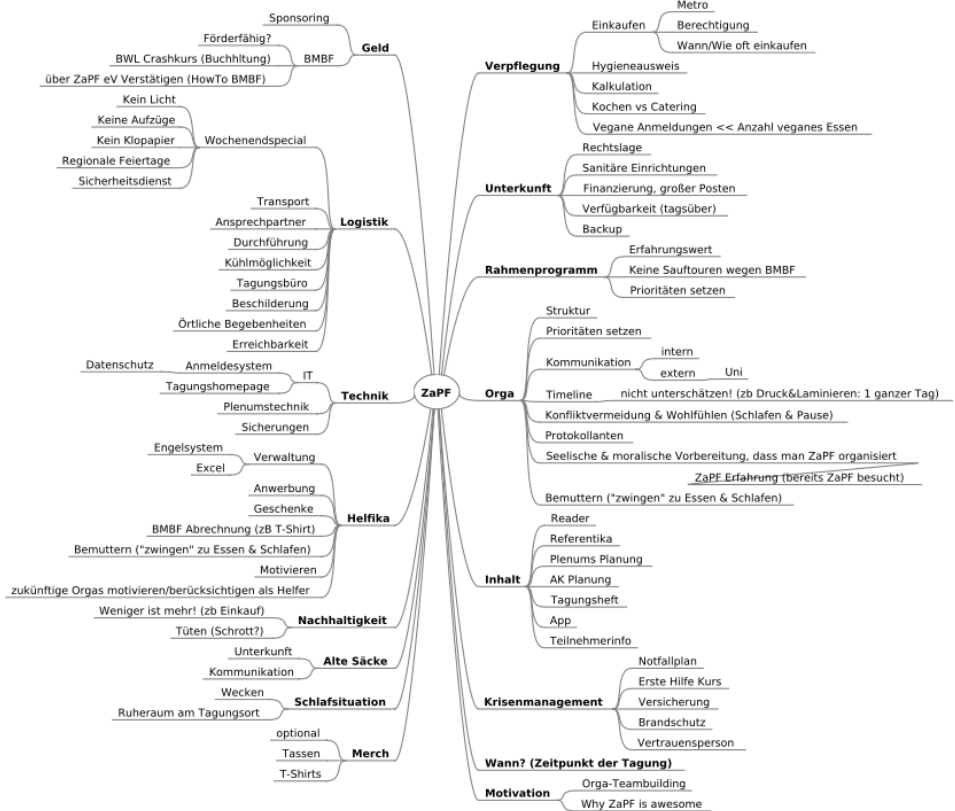 ZaPF
Geld
Sponsoring
BMBF
Förderfähig?
BWL Crashkurs (Buchhltung)
über ZaPF eV Verstätigen (HowTo BMBF)
Logistik
Wochenendspecial
Kein Licht
Keine Aufzüge
Kein Klopapier
Regionale Feiertage
Sicherheitsdienst
Transport
Ansprechpartner
Durchführung
Kühlmöglichkeit
Tagungsbüro
Beschilderung
Örtliche Begebenheiten
Erreichbarkeit
Technik
IT
Anmeldesystem
Datenschutz
Tagungshomepage
Plenumstechnik
Sicherungen
Helfika
Verwaltung
Engelsystem
Excel
Anwerbung
Geschenke
BMBF Abrechnung (zB T-Shirt)
Bemuttern ("zwingen" zu Essen & Schlafen)
Motivieren
zukünftige Orgas motivieren/berücksichtigen als Helfer
Nachhaltigkeit
Weniger ist mehr! (zb Einkauf)
Tüten (Schrott?)
Alte Säcke
Unterkunft
Kommunikation
Schlafsituation
Wecken
Ruheraum am Tagungsort
Merch
optional
Tassen
T-Shirts
Verpflegung
Einkaufen
Metro
Berechtigung
Wann/Wie oft einkaufen
Hygieneausweis
Kalkulation
Kochen vs Catering
Vegane Anmeldungen << Anzahl veganes Essen
Unterkunft
Rechtslage
Sanitäre Einrichtungen
Finanzierung, großer Posten
Verfügbarkeit (tagsüber)
Backup
Rahmenprogramm
Erfahrungswert
Keine Sauftouren wegen BMBF
Prioritäten setzen
Orga
Struktur
Prioritäten setzen
Kommunikation
intern
extern
Uni
Timeline
nicht unterschätzen! (zb Druck&Laminieren: 1 ganzer Tag)
Konfliktvermeidung & Wohlfühlen (Schlafen & Pause)
Protokollanten
Seelische & moralische Vorbereitung, dass man ZaPF organisiert
ZaPF Erfahrung (bereits ZaPF besucht)
Bemuttern ("zwingen" zu Essen & Schlafen)
Inhalt
Reader
Referentika
Plenums Planung
AK Planung
Tagungsheft
App
Teilnehmerinfo
Krisenmanagement
Notfallplan
Erste Hilfe Kurs
Versicherung
Brandschutz
Vertrauensperson
Wann? (Zeitpunkt der Tagung)
Motivation
Orga-Teambuilding
Why ZaPF is awesome